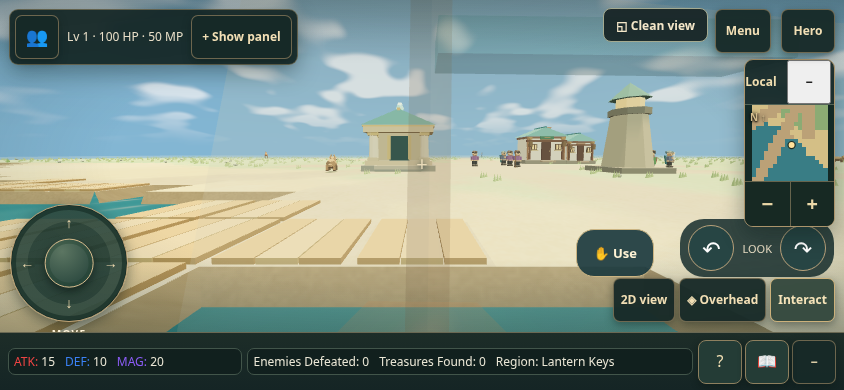 Lv 1 · 100 HP · 50 MP
+ Show panel
◱ Clean view
Menu
Hero
Local
–
N
− +
Use
↶ LOOK ↷
2D view
◈ Overhead
Interact
ATK: 15 DEF: 10 MAG: 20
Enemies Defeated: 0 Treasures Found: 0 Region: Lantern Keys
?
–